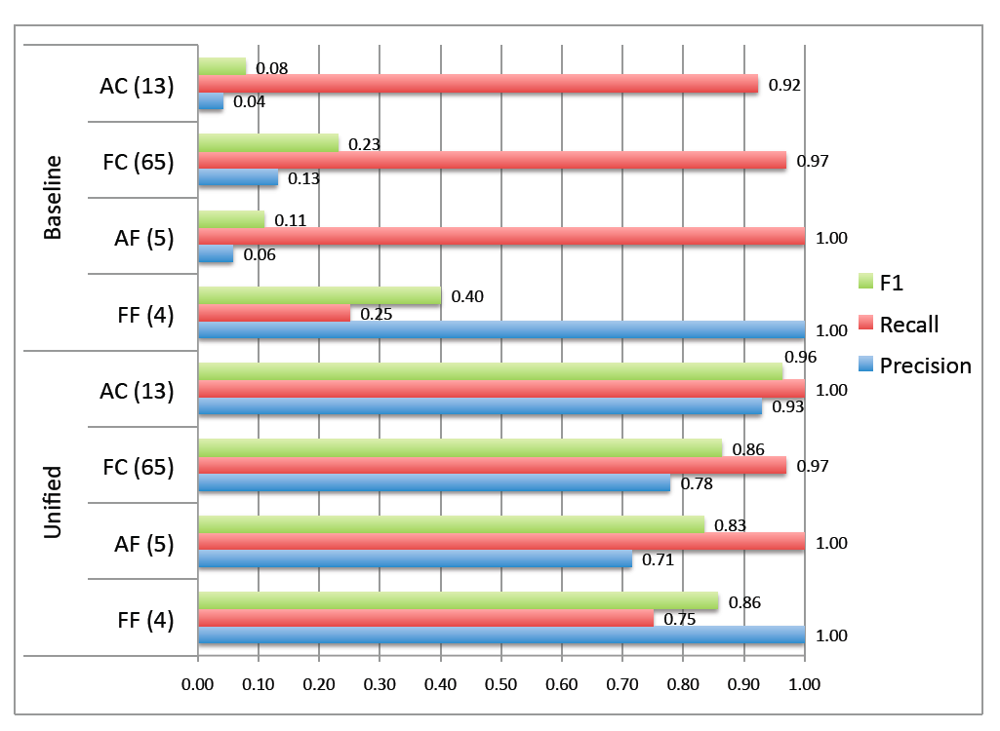 Baseline
AC (13)
0.08
0.92
0.04
FC (65)
0.23
0.97
0.13
AF (5)
0.11
1.00
0.06
FF (4)
0.40
0.25
1.00
Unified
AC (13)
0.96
1.00
0.93
FC (65)
0.86
0.97
0.78
AF (5)
0.83
1.00
0.71
FF (4)
0.86
0.75
1.00
0.00 0.10 0.20 0.30 0.40 0.50 0.60 0.70 0.80 0.90 1.00
F1
Recall
Precision